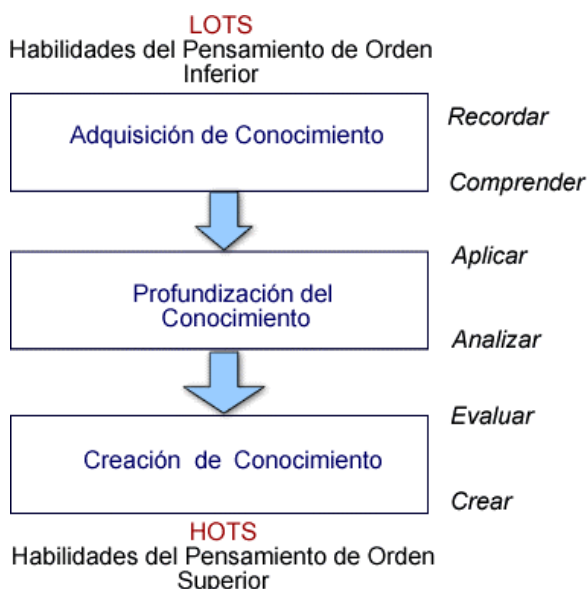 LOTS
Habilidades del Pensamiento de Orden
Inferior
Adquisición de Conocimiento
Recordar
Comprender
Profundización del
Conocimiento
Aplicar
Analizar
Creación de Conocimiento
Evaluar
Crear
HOTS
Habilidades del Pensamiento de Orden
Superior